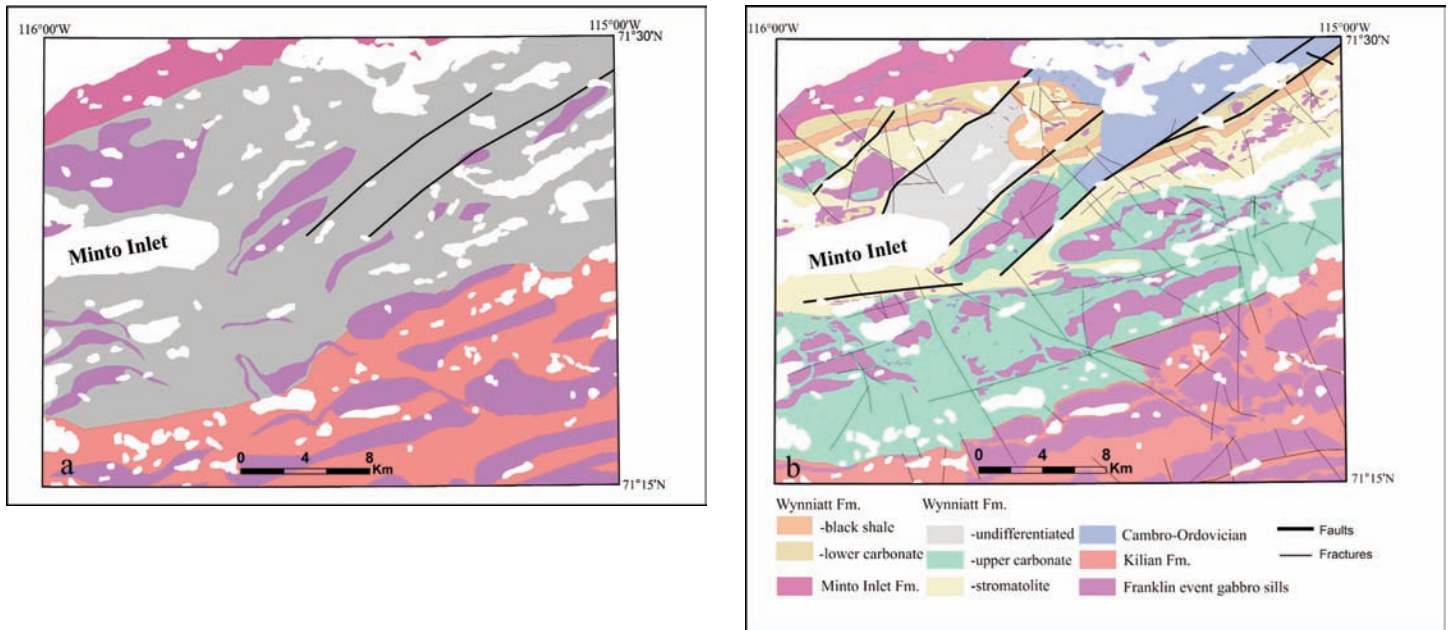 116°00'W
115°00'W
71°30'N
Minto Inlet
a
0 4 8
Km
71°15'N
116°00'W
115°00'W
71°30'N
Minto Inlet
b
0 4 8
Km
71°15'N
Wynniatt Fm.
-black shale
-lower carbonate
Minto Inlet Fm.
Wynniatt Fm.
-undifferentiated
-upper carbonate
-stromatolite
Cambro-Ordovician
Kilian Fm.
Franklin event gabbro sills
Faults
Fractures